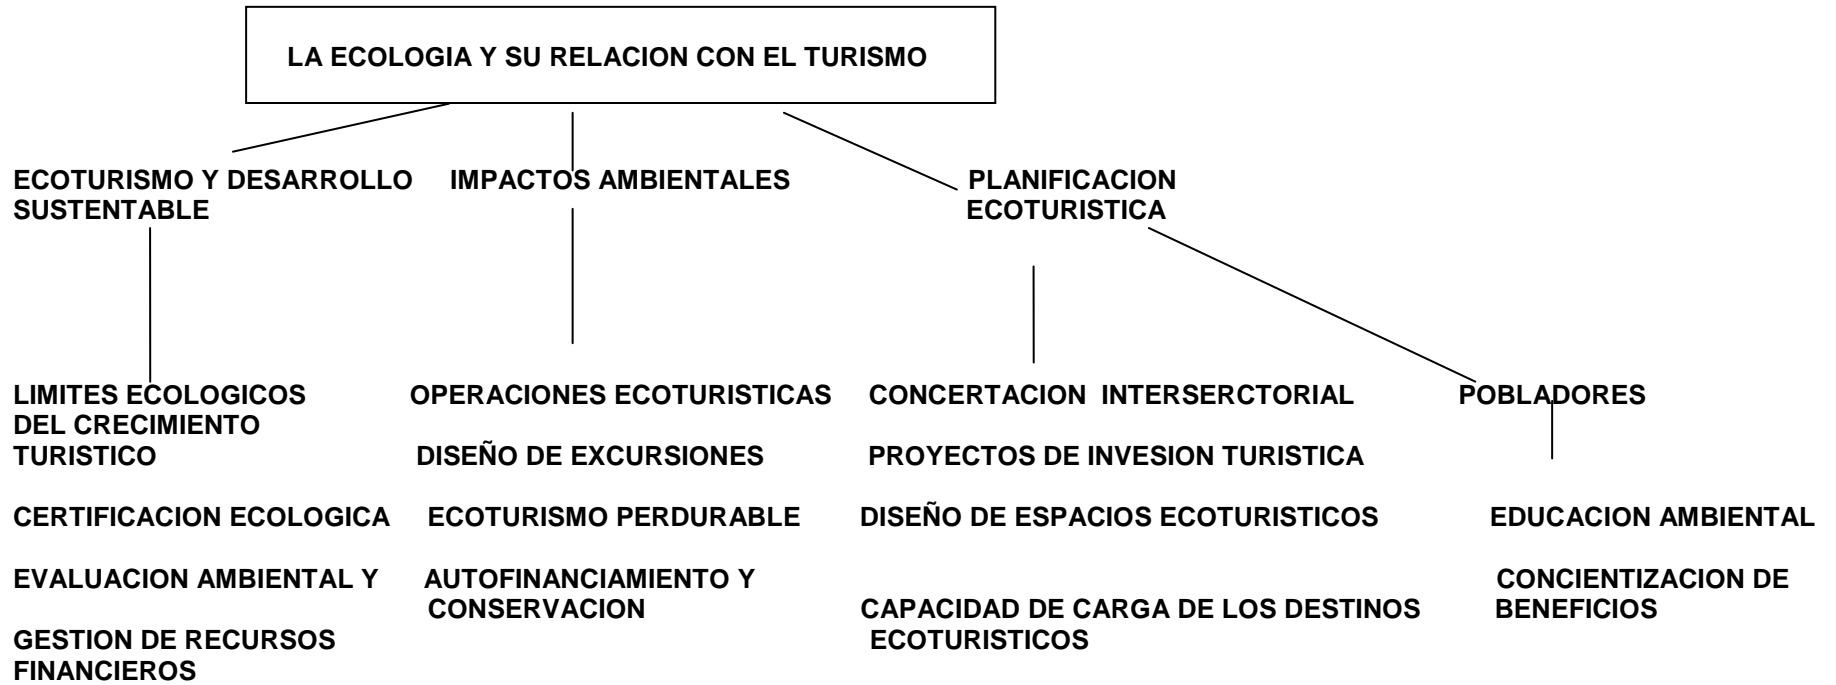 LA ECOLOGIA Y SU RELACION CON EL TURISMO
ECOTURISMO Y DESARROLLO
SUSTENTABLE
IMPACTOS AMBIENTALES
PLANIFICACION
ECOTURISTICA
LIMITES ECOLOGICOS
DEL CRECIMIENTO
TURISTICO
CERTIFICACION ECOLOGICA
EVALUACION AMBIENTAL Y
GESTION DE RECURSOS
FINANCIEROS
OPERACIONES ECOTURISTICAS
DISEÑO DE EXCURSIONES
ECOTURISMO PERDURABLE
AUTOFINANCIAMIENTO Y
CONSERVACION
CONCERTACION INTERSERCTORIAL
PROYECTOS DE INVESION TURISTICA
DISEÑO DE ESPACIOS ECOTURISTICOS
CAPACIDAD DE CARGA DE LOS DESTINOS
ECOTURISTICOS
POBLADORES
EDUCACION AMBIENTAL
CONCIENTIZACION DE
BENEFICIOS